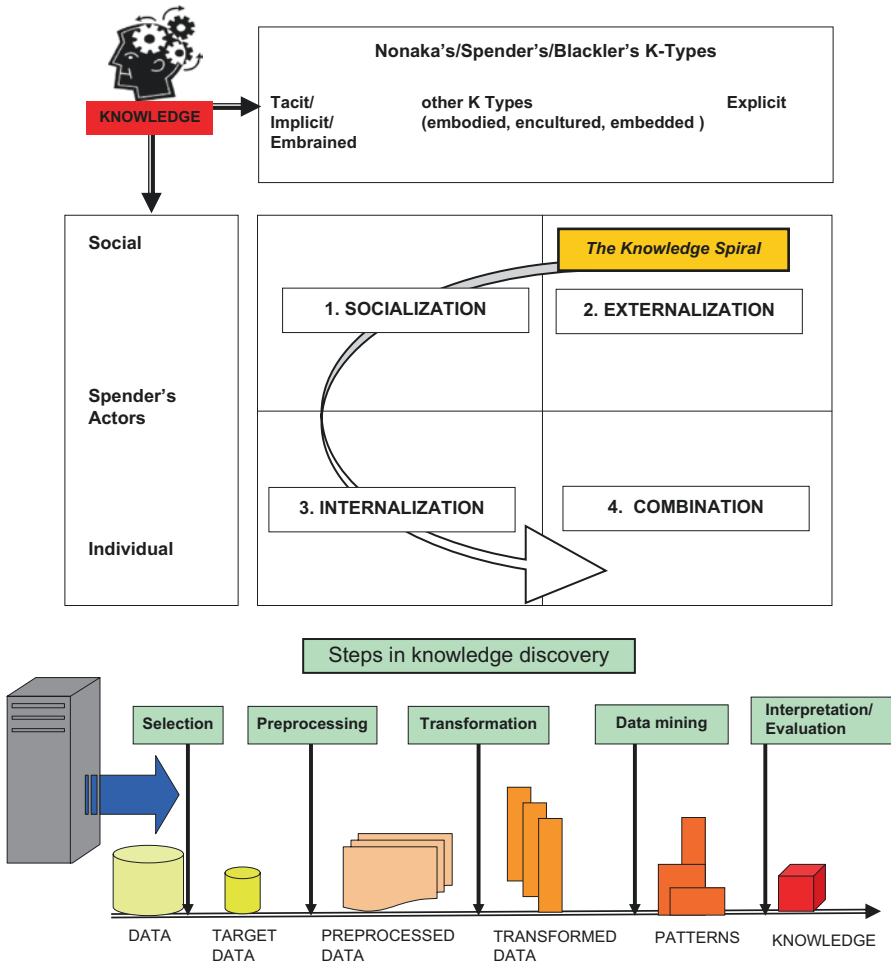 Nonaka's/Spender's/Blackler's K-Types
KNOWLEDGE
Tacit/
Implicit/
Embrained
other K Types
(embodied, encultured, embedded )
Explicit
Social
Spender's
Actors
Individual
The Knowledge Spiral
1. SOCIALIZATION
2. EXTERNALIZATION
3. INTERNALIZATION
4. COMBINATION
Steps in knowledge discovery
Selection
Preprocessing
Transformation
Data mining
Interpretation/
Evaluation
DATA
TARGET
DATA
PREPROCESSED
DATA
TRANSFORMED
DATA
PATTERNS
KNOWLEDGE